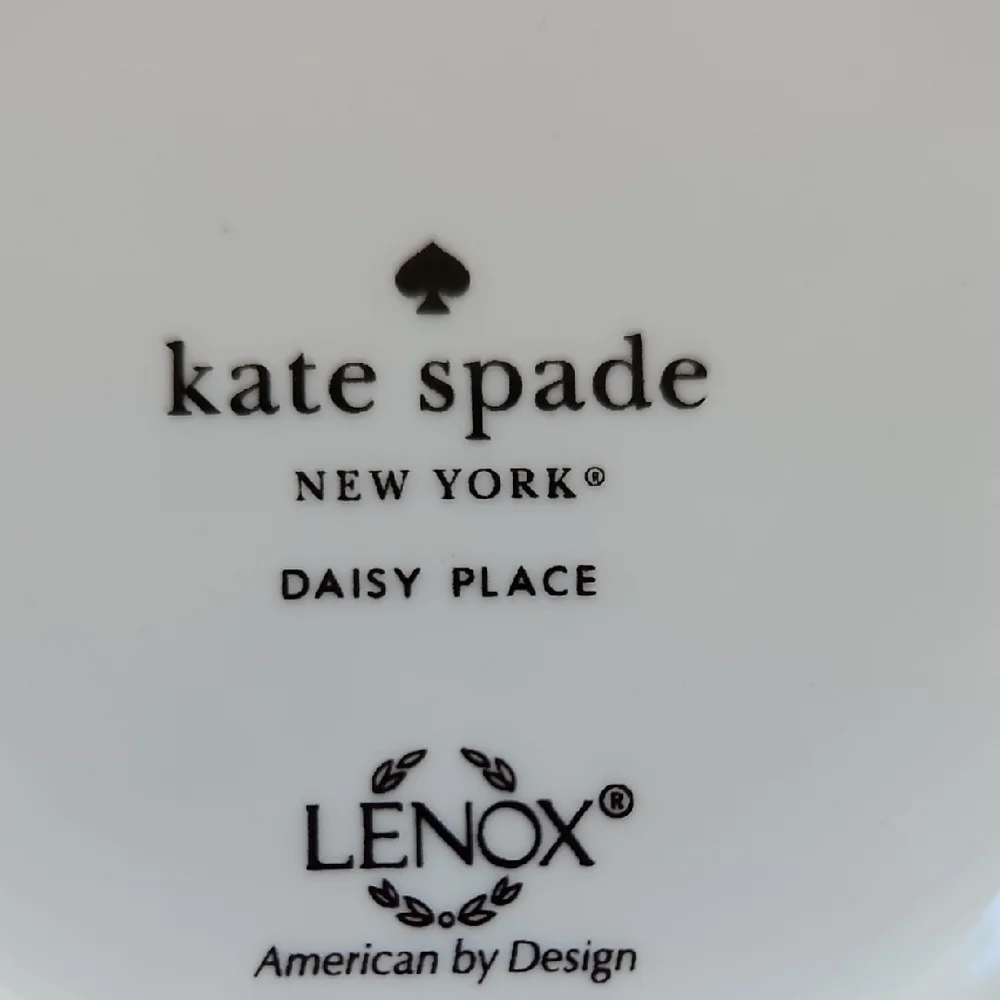 kate spade
NEW YORK®
DAISY PLACE
LENOX®
American by Design